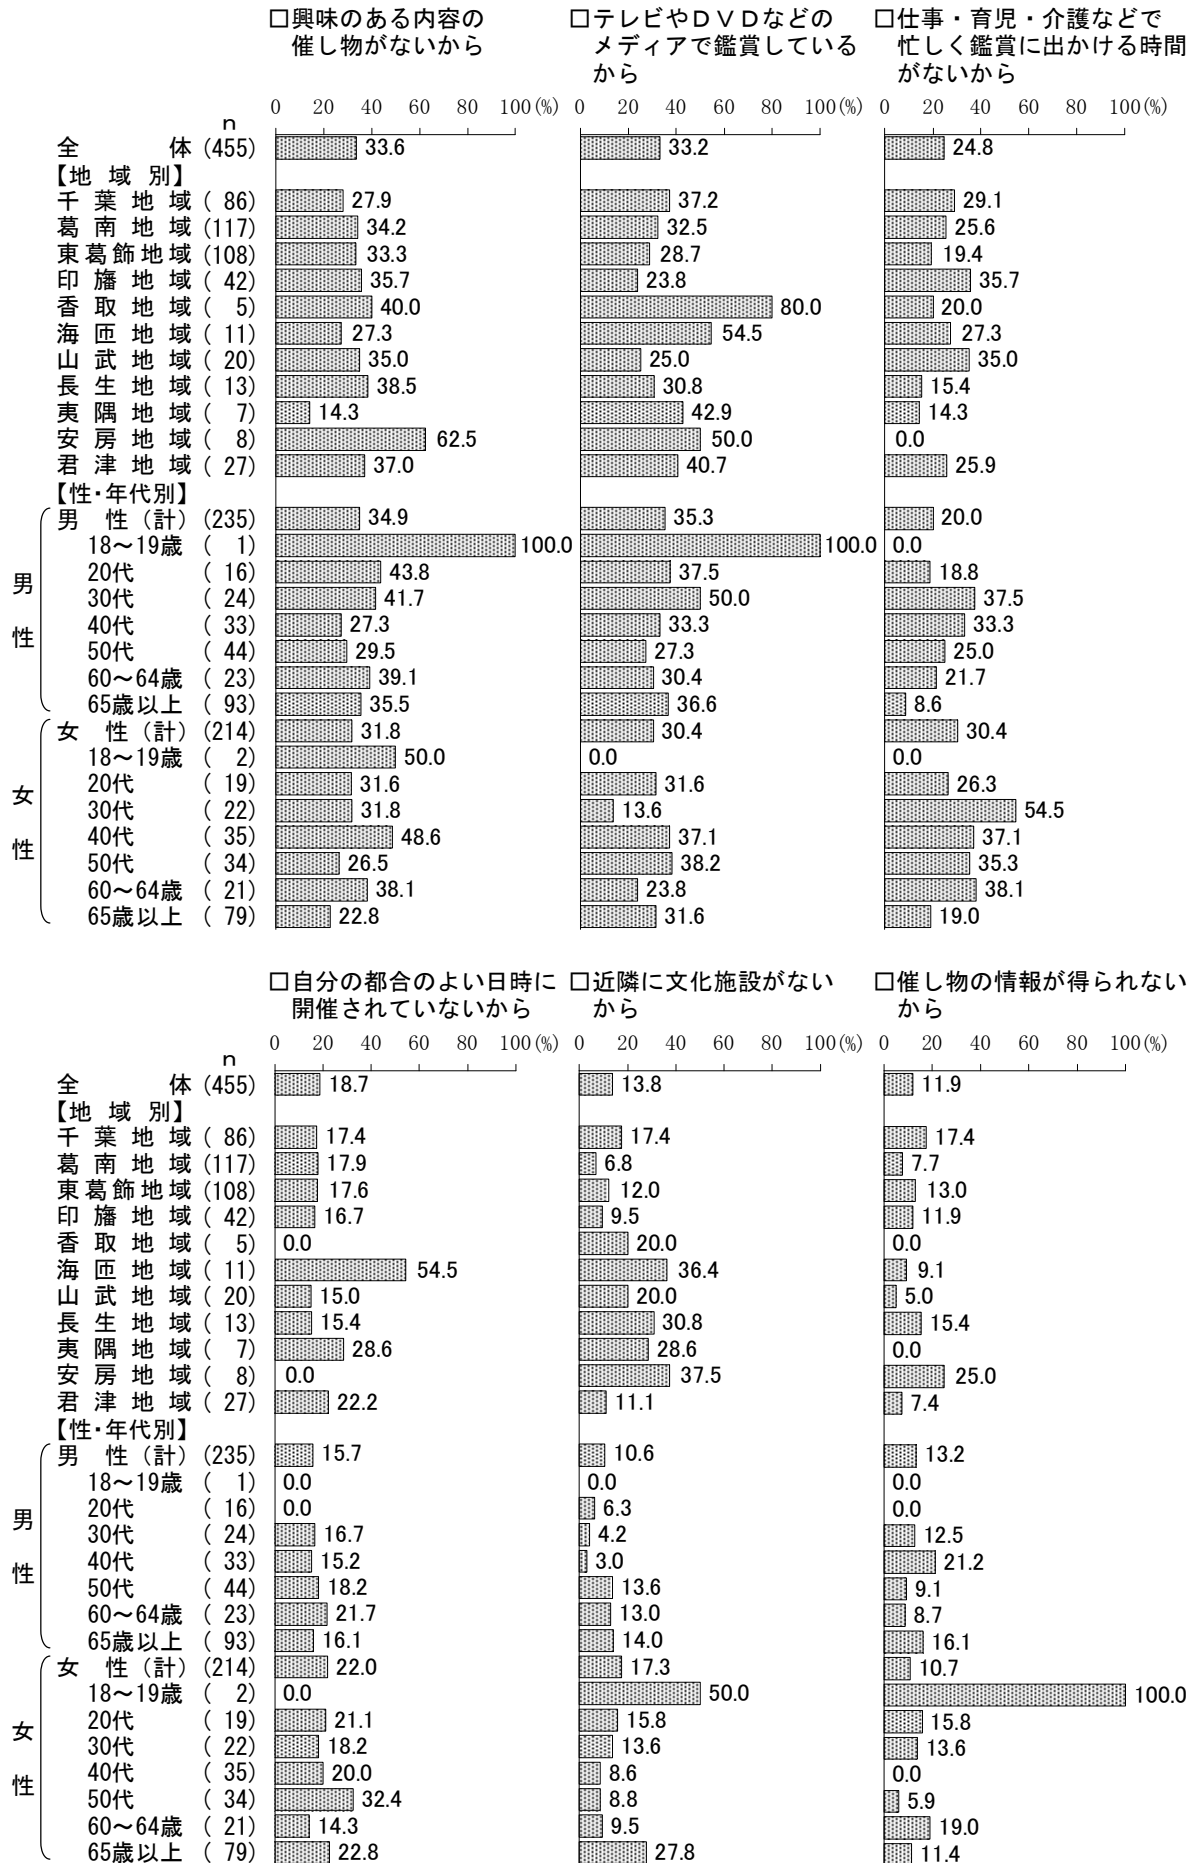 □興味のある内容の
催し物がないから
□テレビやＤＶＤなどの
メディアで鑑賞している
から
□仕事・育児・介護などで
忙しく鑑賞に出かける時間
がないから
0 20 40 60 80 100(%) 0 20 40 60 80 100(%) 0 20 40 60 80 100(%)
n
全体(455) 33.6 33.2 24.8
【地域別】
千葉地域( 86) 27.9 37.2 29.1
葛南地域(117) 34.2 32.5 25.6
東葛飾地域(108) 33.3 28.7 19.4
印旛地域( 42) 35.7 23.8 35.7
香取地域( 5) 40.0 80.0 20.0
海匝地域( 11) 27.3 54.5 27.3
山武地域( 20) 35.0 25.0 35.0
長生地域( 13) 38.5 30.8 15.4
夷隅地域( 7) 14.3 42.9 14.3
安房地域( 8) 62.5 50.0 0.0
君津地域( 27) 37.0 40.7 25.9
【性・年代別】
男性
男性(計)(235) 34.9 35.3 20.0
18～19歳( 1) 100.0 100.0 0.0
20代( 16) 43.8 37.5 18.8
30代( 24) 41.7 50.0 37.5
40代( 33) 27.3 33.3 33.3
50代( 44) 29.5 27.3 25.0
60～64歳( 23) 39.1 30.4 21.7
65歳以上( 93) 35.5 36.6 8.6
女性
女性(計)(214) 31.8 30.4 30.4
18～19歳( 2) 50.0 0.0 0.0
20代( 19) 31.6 31.6 26.3
30代( 22) 31.8 13.6 54.5
40代( 35) 48.6 37.1 37.1
50代( 34) 26.5 38.2 35.3
60～64歳( 21) 38.1 23.8 38.1
65歳以上( 79) 22.8 31.6 19.0
□自分の都合のよい日時に
開催されていないから
□近隣に文化施設がない
から
□催し物の情報が得られない
から
0 20 40 60 80 100(%) 0 20 40 60 80 100(%) 0 20 40 60 80 100(%)
n
全体(455) 18.7 13.8 11.9
【地域別】
千葉地域( 86) 17.4 17.4 17.4
葛南地域(117) 17.9 6.8 7.7
東葛飾地域(108) 17.6 12.0 13.0
印旛地域( 42) 16.7 9.5 11.9
香取地域( 5) 0.0 20.0 0.0
海匝地域( 11) 54.5 36.4 9.1
山武地域( 20) 15.0 20.0 5.0
長生地域( 13) 15.4 30.8 15.4
夷隅地域( 7) 28.6 28.6 0.0
安房地域( 8) 0.0 37.5 25.0
君津地域( 27) 22.2 11.1 7.4
【性・年代別】
男性
男性(計)(235) 15.7 10.6 13.2
18～19歳( 1) 0.0 0.0 0.0
20代( 16) 0.0 6.3 0.0
30代( 24) 16.7 4.2 12.5
40代( 33) 15.2 3.0 21.2
50代( 44) 18.2 13.6 9.1
60～64歳( 23) 21.7 13.0 8.7
65歳以上( 93) 16.1 14.0 16.1
女性
女性(計)(214) 22.0 17.3 10.7
18～19歳( 2) 0.0 50.0 100.0
20代( 19) 21.1 15.8 15.8
30代( 22) 18.2 13.6 13.6
40代( 35) 20.0 8.6 0.0
50代( 34) 32.4 8.8 5.9
60～64歳( 21) 14.3 9.5 19.0
65歳以上( 79) 22.8 27.8 11.4